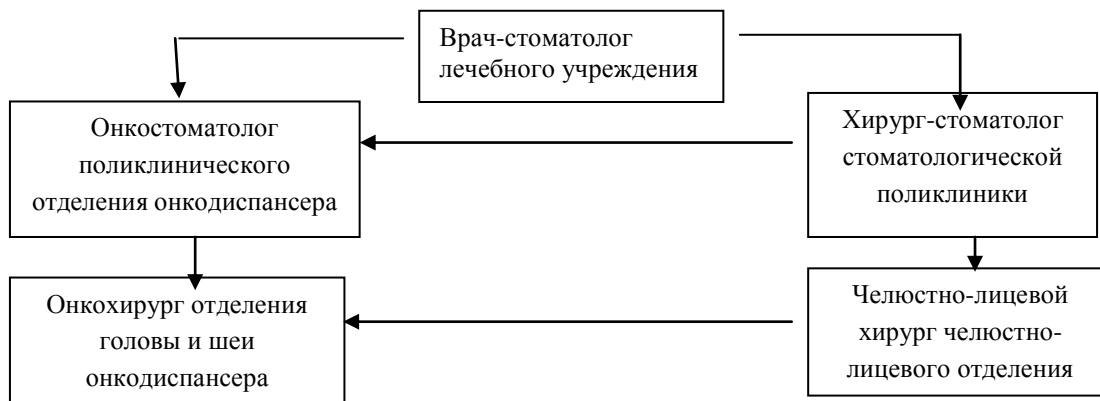 Врач-стоматолог
лечебного учреждения
Онкостоматолог
поликлинического
отделения онкодиспансера
Хирург-стоматолог
стоматологической
поликлиники
Онкохирург отделения
головы и шеи
онкодиспансера
Челюстно-лицевой
хирург челюстно-
лицевого отделения